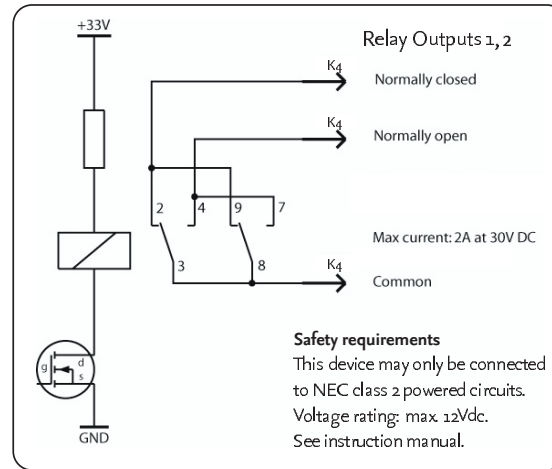 +33V
Relay Outputs 1, 2
K4
Normally closed
K4
Normally open
2
4
9
7
Max current: 2A at 30V DC
3
8
K4
Common
g
d
s
GND
Safety requirements
This device may only be connected
to NEC class 2 powered circuits.
Voltage rating: max. 12Vdc.
See instruction manual.